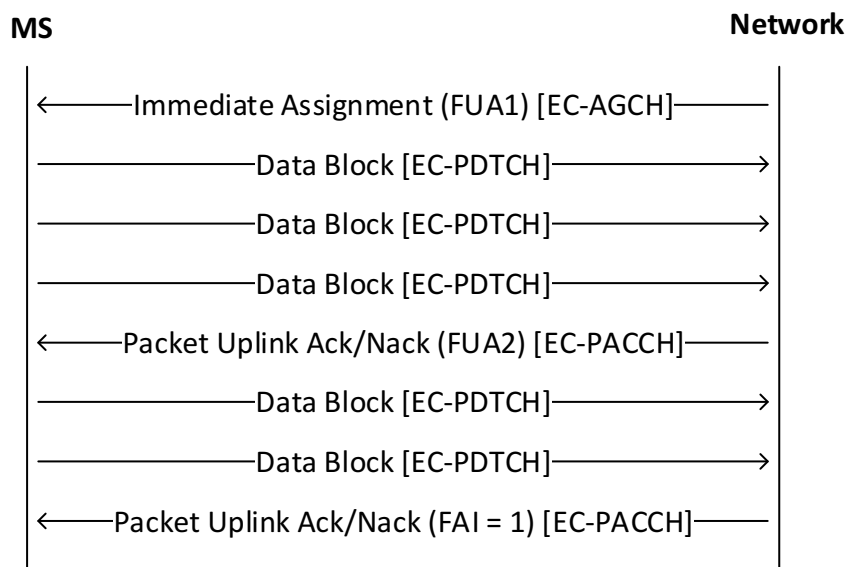 MS
Network
Immediate Assignment (FUA1) [EC-AGCH]
Data Block [EC-PDTCH]
Data Block [EC-PDTCH]
Data Block [EC-PDTCH]
Packet Uplink Ack/Nack (FUA2) [EC-PACCH]
Data Block [EC-PDTCH]
Data Block [EC-PDTCH]
Packet Uplink Ack/Nack (FAI = 1) [EC-PACCH]